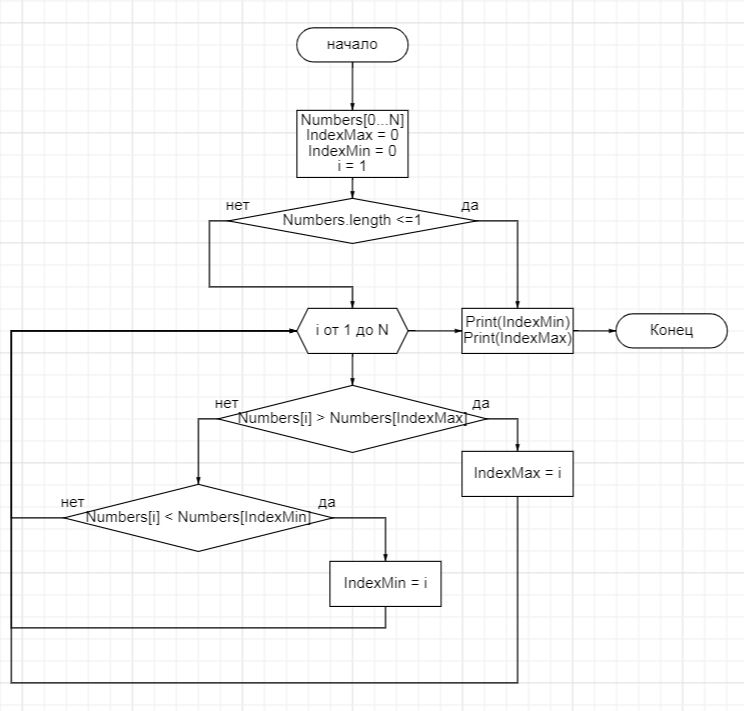 начало
Numbers[0...N]
IndexMax = 0
IndexMin = 0
i = 1
нет
да
Numbers.length <=1
i от 1 до N
Print(IndexMin)
Print(IndexMax)
Конец
нет
да
Numbers[i] > Numbers[IndexMax]
IndexMax = i
нет
да
Numbers[i] < Numbers[IndexMin]
IndexMin = i